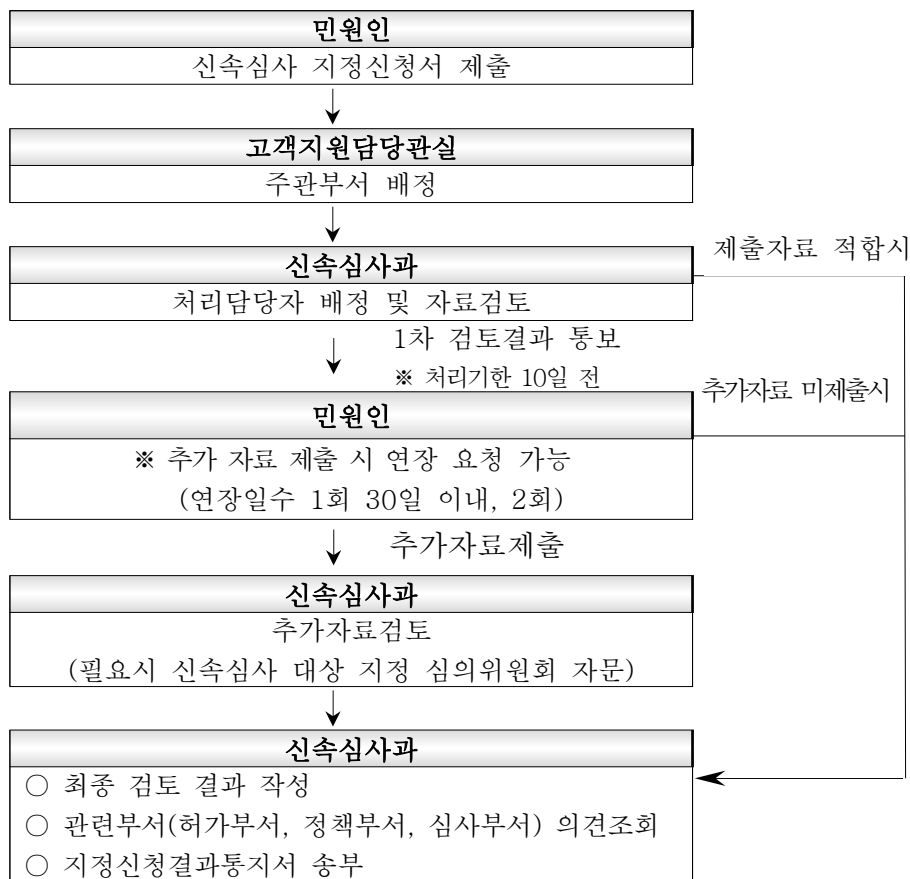 민원인
신속심사 지정신청서 제출
고객지원담당관실
주관부서 배정
신속심사과
처리담당자 배정 및 자료검토
제출자료 적합시
1차 검토결과 통보
※ 처리기한 10일 전
추가자료 미제출시
민원인
※ 추가 자료 제출 시 연장 요청 가능
(연장일수 1회 30일 이내, 2회)
추가자료제출
신속심사과
추가자료검토
(필요시 신속심사 대상 지정 심의위원회 자문)
신속심사과
○ 최종 검토 결과 작성
○ 관련부서(허가부서, 정책부서, 심사부서) 의견조회
○ 지정신청결과통지서 송부